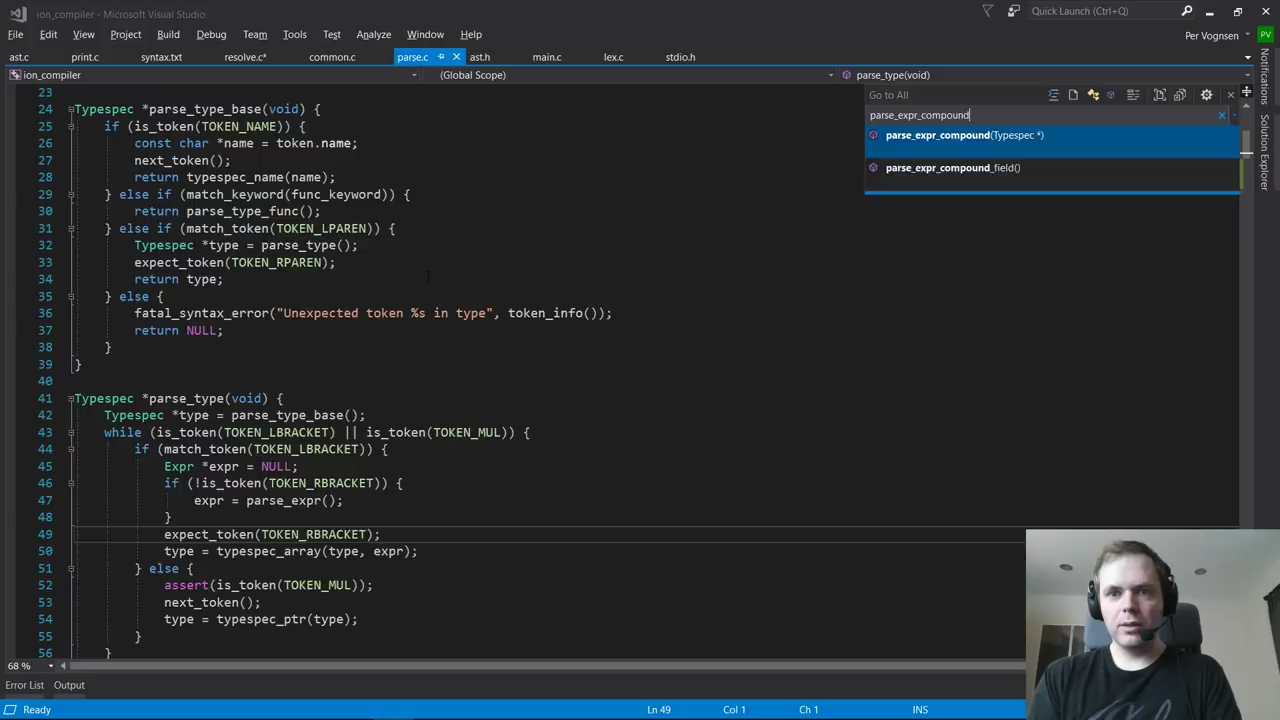 ion_compiler - Microsoft Visual Studio
Quick Launch (Ctrl+Q)
File Edit View Project Build Debug Team Tools Test Analyze Window Help
Per Vognsen
PV
ast.c print.c syntax.txt resolve.c* common.c parse.c ast.h main.c lex.c stdio.h
ion_compiler (Global Scope) parse_type(void)
Go to All
parse_expr_compound
parse_expr_compound(Typespec *)
parse_expr_compound_field()
Notifications
Solution Explorer
23
24 Typespec *parse_type_base(void) {
25 if (is_token(TOKEN_NAME)) {
26 const char *name = token.name;
27 next_token();
28 return typespec_name(name);
29 } else if (match_keyword(func_keyword)) {
30 return parse_type_func();
31 } else if (match_token(TOKEN_LPAREN)) {
32 Typespec *type = parse_type();
33 expect_token(TOKEN_RPAREN);
34 return type;
35 } else {
36 fatal_syntax_error("Unexpected token %s in type", token_info());
37 return NULL;
38 }
39 }
40
41 Typespec *parse_type(void) {
42 Typespec *type = parse_type_base();
43 while (is_token(TOKEN_LBRACKET) || is_token(TOKEN_MUL)) {
44 if (match_token(TOKEN_LBRACKET)) {
45 Expr *expr = NULL;
46 if (!is_token(TOKEN_RBRACKET)) {
47 expr = parse_expr();
48 }
49 expect_token(TOKEN_RBRACKET);
50 type = typespec_array(type, expr);
51 } else {
52 assert(is_token(TOKEN_MUL));
53 next_token();
54 type = typespec_ptr(type);
55 }
56 }
68 %
Error List Output
Ready Ln 49 Col 1 Ch 1 INS